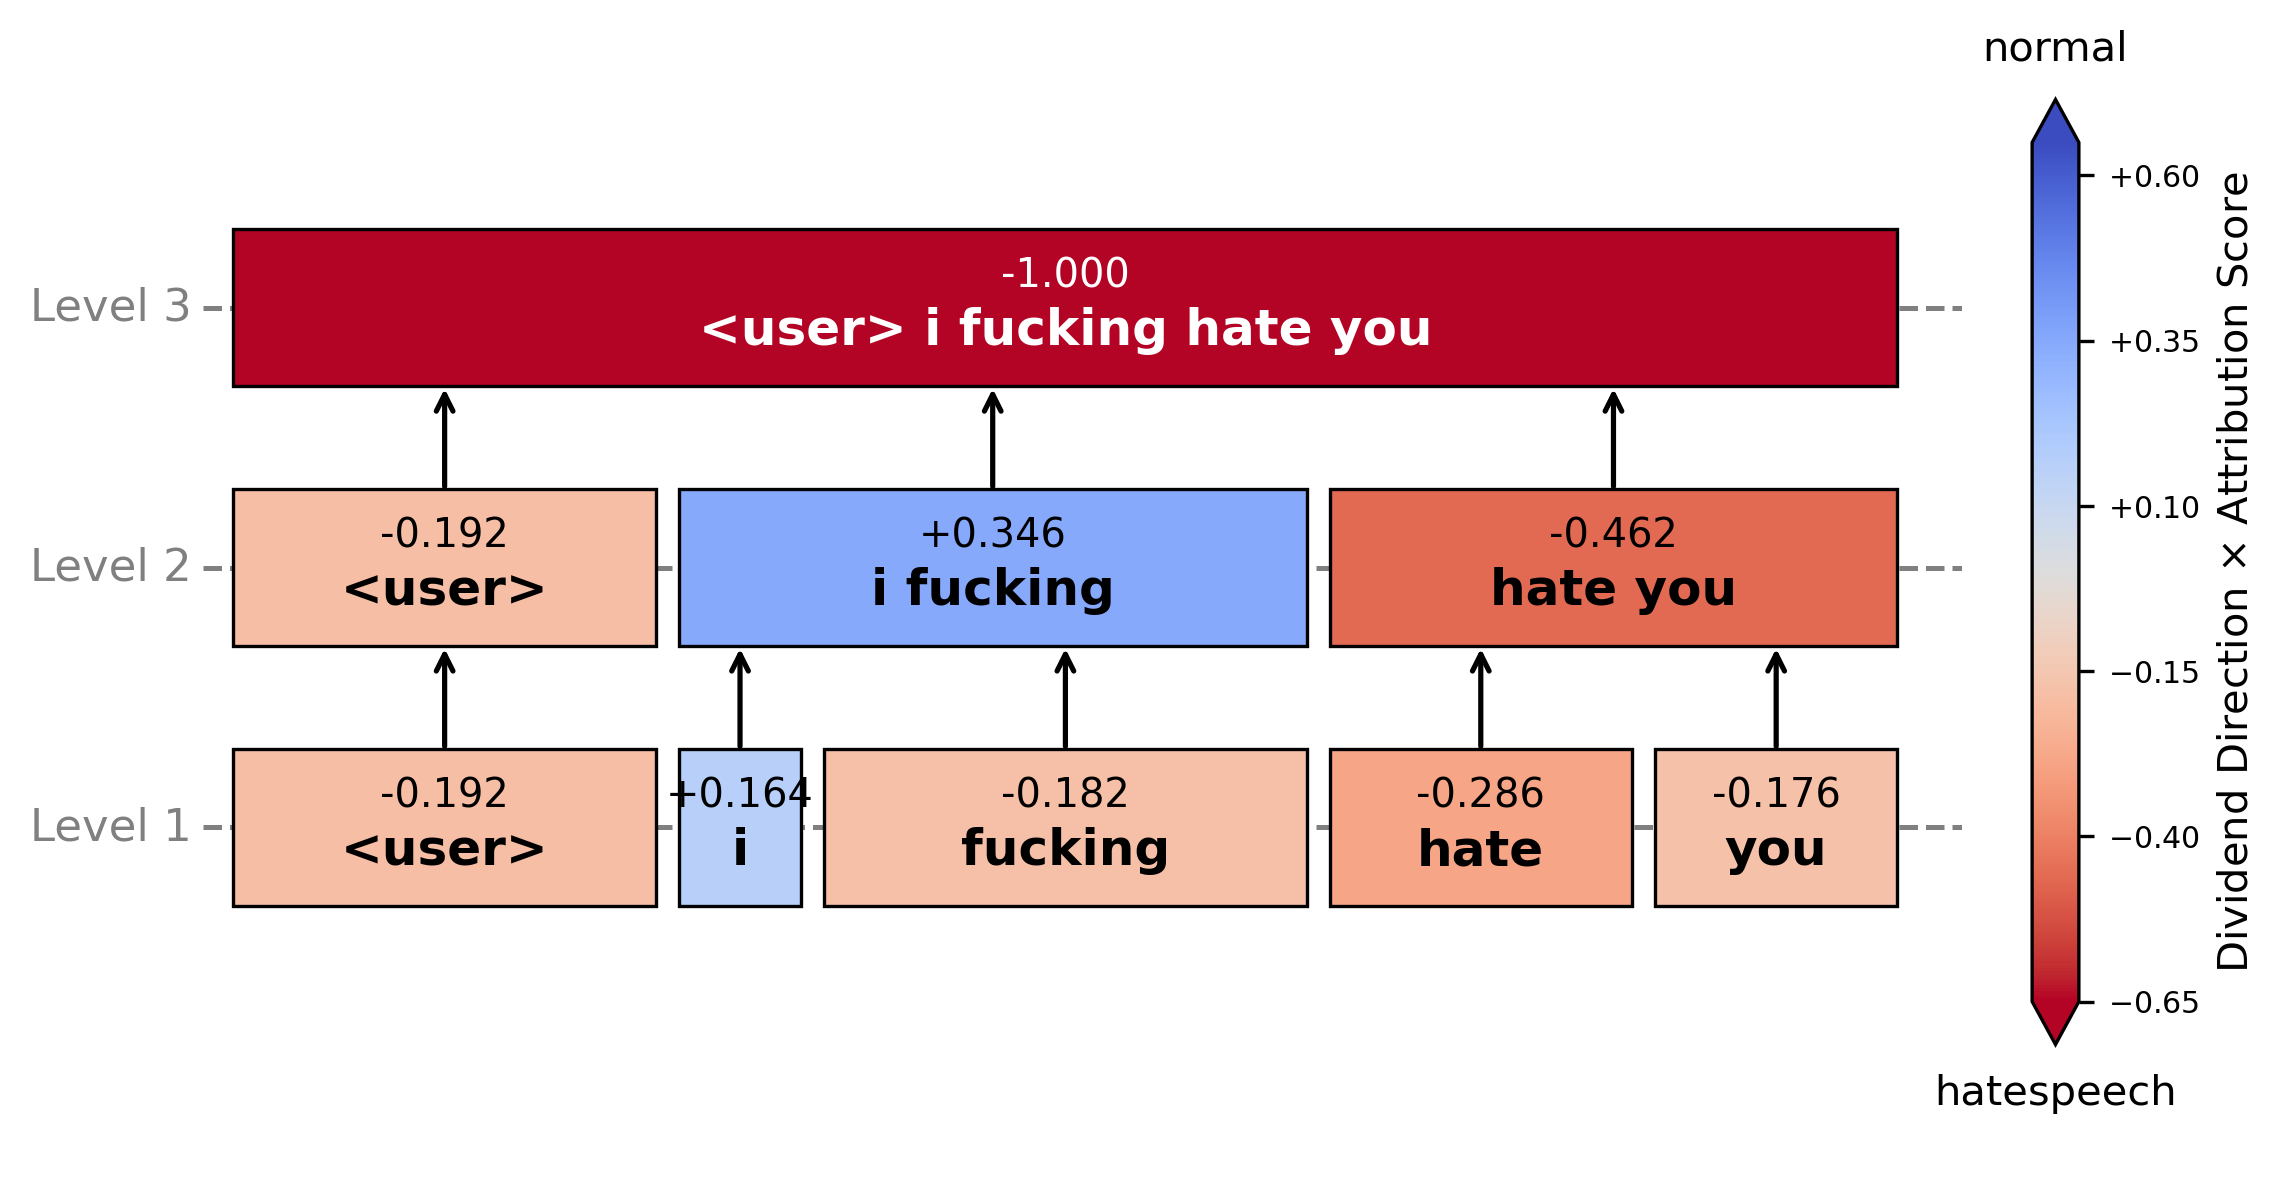 normal
+0.60
+0.35
+0.10
−0.15
−0.40
−0.65
hatespeech
Dividend Direction × Attribution Score
Level 3
-1.000
<user> i fucking hate you
Level 2
-0.192
<user>
+0.346
i fucking
-0.462
hate you
Level 1
-0.192
<user>
+0.164
i
-0.182
fucking
-0.286
hate
-0.176
you